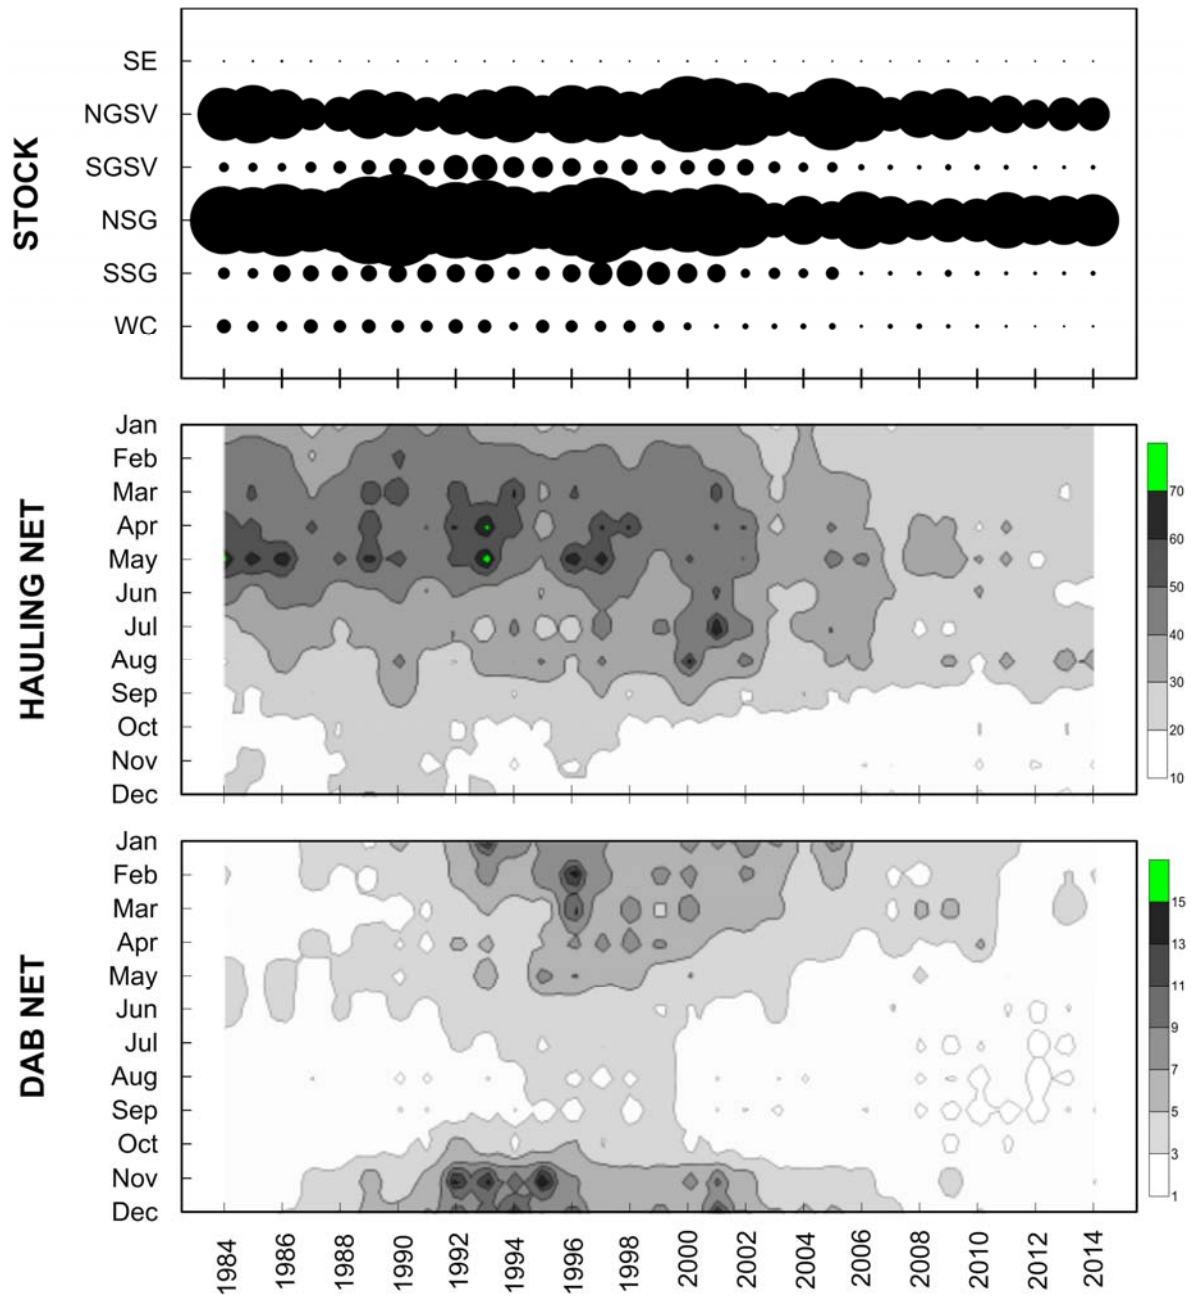 STOCK
SE
NGSV
SGSV
NSG
SSG
WC
HAULING NET
Jan
Feb
Mar
Apr
May
Jun
Jul
Aug
Sep
Oct
Nov
Dec
70
60
50
40
30
20
10
DAB NET
Jan
Feb
Mar
Apr
May
Jun
Jul
Aug
Sep
Oct
Nov
Dec
15
13
11
9
7
5
3
1
1984 1986 1988 1990 1992 1994 1996 1998 2000 2002 2004 2006 2008 2010 2012 2014